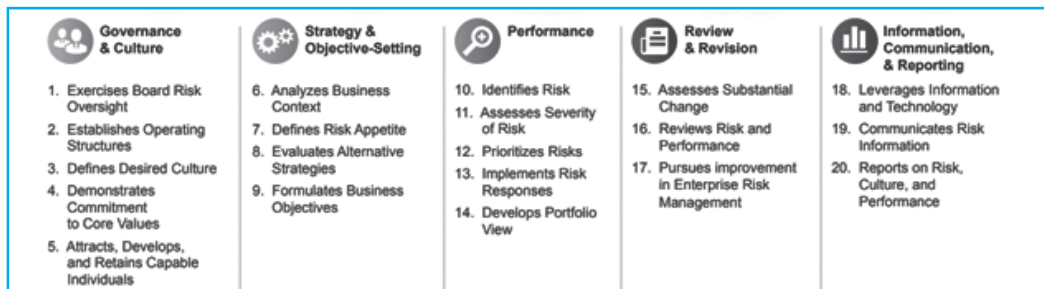 Governance
& Culture
1. Exercises Board Risk
Oversight
2. Establishes Operating
Structures
3. Defines Desired Culture
4. Demonstrates
Commitment
to Core Values
5. Attracts, Develops,
and Retains Capable
Individuals
Strategy &
Objective-Setting
6. Analyzes Business
Context
7. Defines Risk Appetite
8. Evaluates Alternative
Strategies
9. Formulates Business
Objectives
Performance
10. Identifies Risk
11. Assesses Severity
of Risk
12. Prioritizes Risks
13. Implements Risk
Responses
14. Develops Portfolio
View
Review
& Revision
15. Assesses Substantial
Change
16. Reviews Risk and
Performance
17. Pursues improvement
in Enterprise Risk
Management
Information,
Communication,
& Reporting
18. Leverages Information
and Technology
19. Communicates Risk
Information
20. Reports on Risk,
Culture, and
Performance